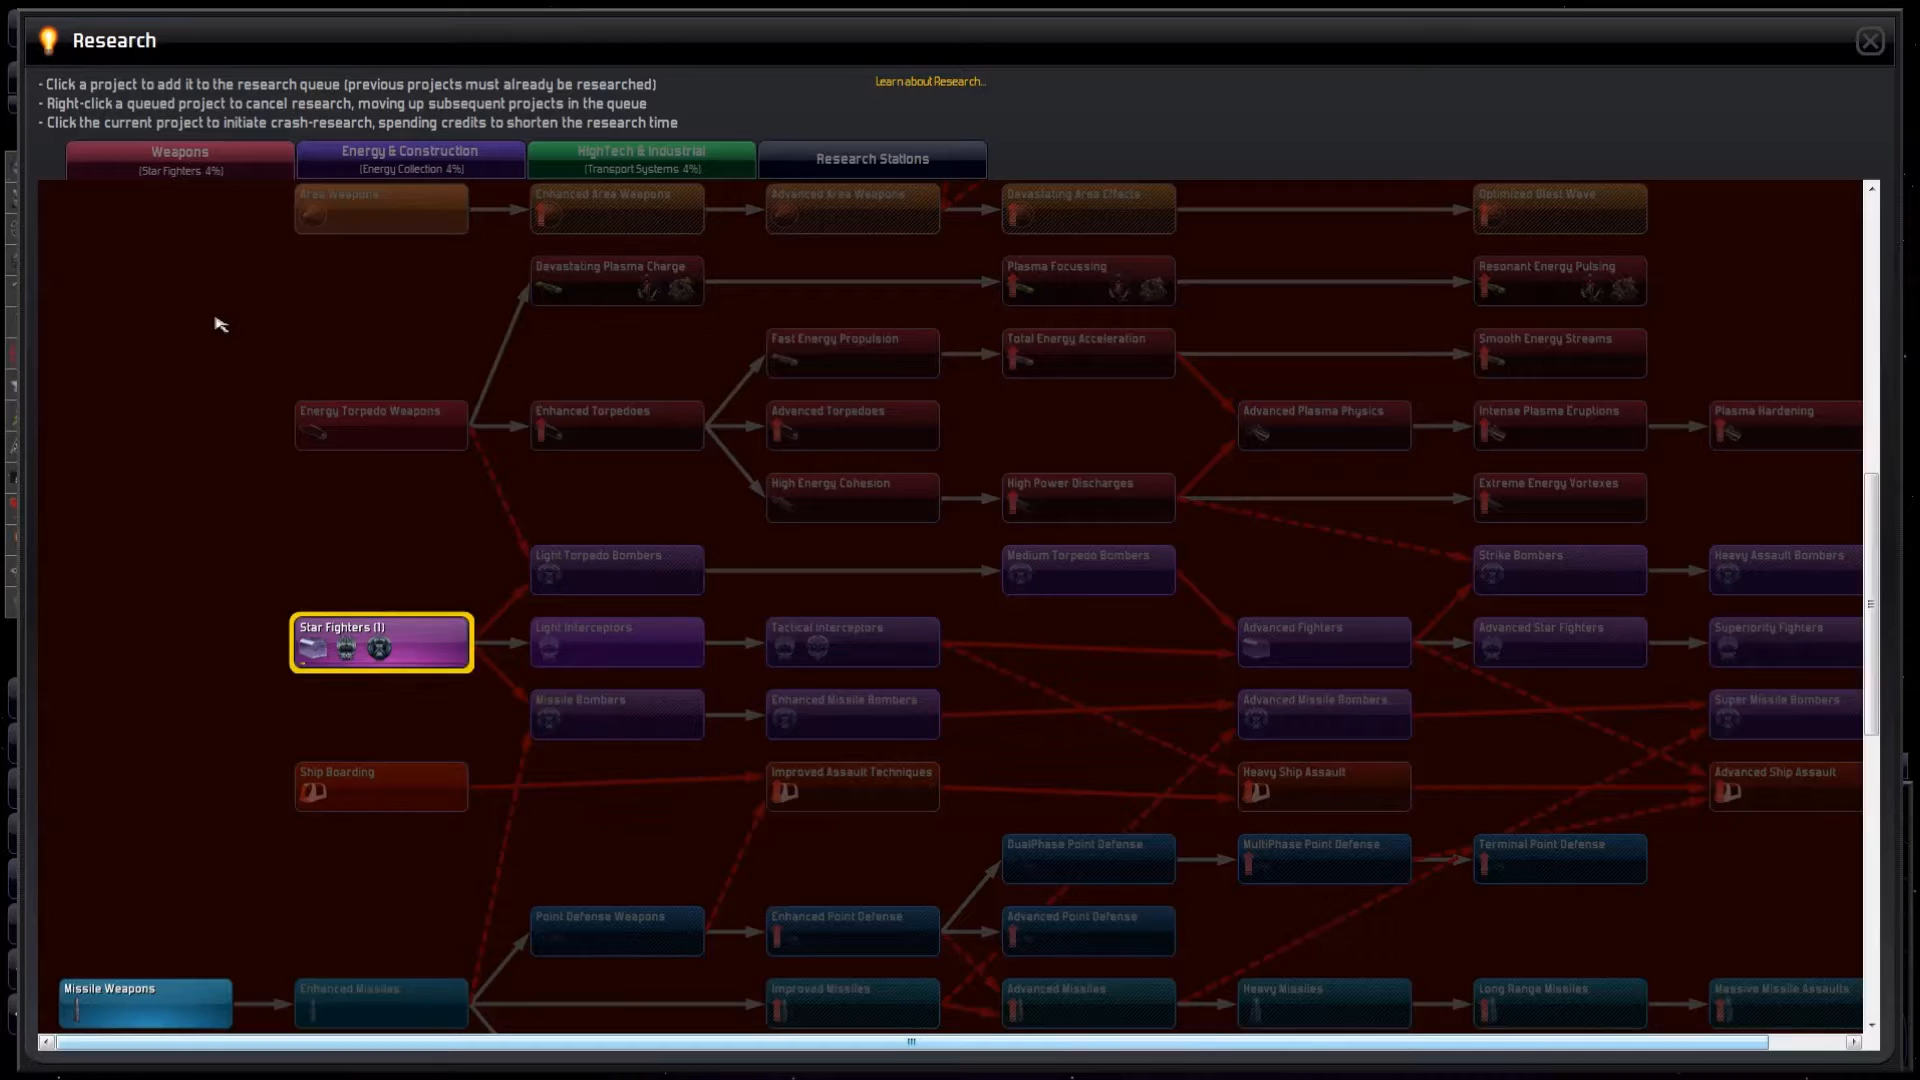 Research
- Click a project to add it to the research queue (previous projects must already be researched)
- Right-click a queued project to cancel research, moving up subsequent projects in the queue
- Click the current project to initiate crash-research, spending credits to shorten the research time
Learn about Research...
Weapons
(Star Fighters 4%)
Energy & Construction
(Energy Collection 4%)
HighTech & Industrial
(Transport Systems 4%)
Research Stations
Area Weapons
Enhanced Area Weapons
Advanced Area Weapons
Devastating Area Effects
Optimized Blast Wave
Devastating Plasma Charge
Plasma Focussing
Resonant Energy Pulsing
Fast Energy Propulsion
Total Energy Acceleration
Smooth Energy Streams
Energy Torpedo Weapons
Enhanced Torpedoes
Advanced Torpedoes
Advanced Plasma Physics
Intense Plasma Eruptions
Plasma Hardening
High Energy Cohesion
High Power Discharges
Extreme Energy Vortexes
Light Torpedo Bombers
Medium Torpedo Bombers
Strike Bombers
Heavy Assault Bombers
Star Fighters (1)
Light Interceptors
Tactical Interceptors
Advanced Fighters
Advanced Star Fighters
Superiority Fighters
Missile Bombers
Enhanced Missile Bombers
Advanced Missile Bombers
Super Missile Bombers
Ship Boarding
Improved Assault Techniques
Heavy Ship Assault
Advanced Ship Assault
DualPhase Point Defense
MultiPhase Point Defense
Terminal Point Defense
Point Defense Weapons
Enhanced Point Defense
Advanced Point Defense
Missile Weapons
Enhanced Missiles
Improved Missiles
Advanced Missiles
Heavy Missiles
Long Range Missiles
Massive Missile Assaults